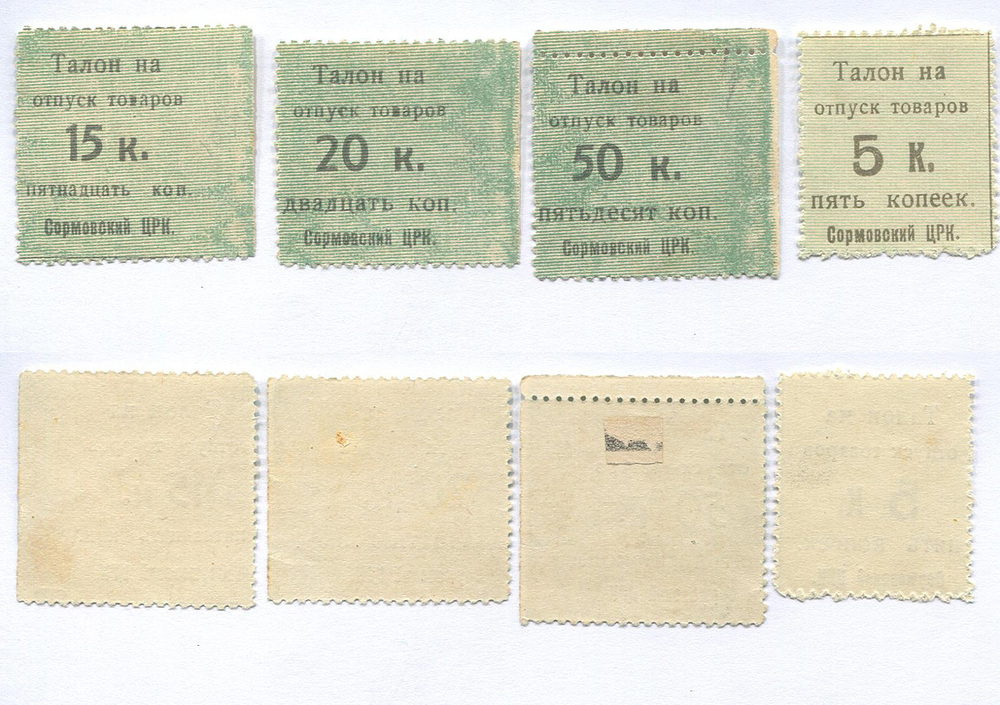 Талон на
отпуск товаров
15 к.
пятнадцать коп.
Сормовский ЦРК.
Талон на
отпуск товаров
20 к.
двадцать коп.
Сормовский ЦРК.
Талон на
отпуск товаров
50 к.
пятьдесят коп.
Сормовский ЦРК.
Талон на
отпуск товаров
5 к.
пять копеек.
Сормовский ЦРК.